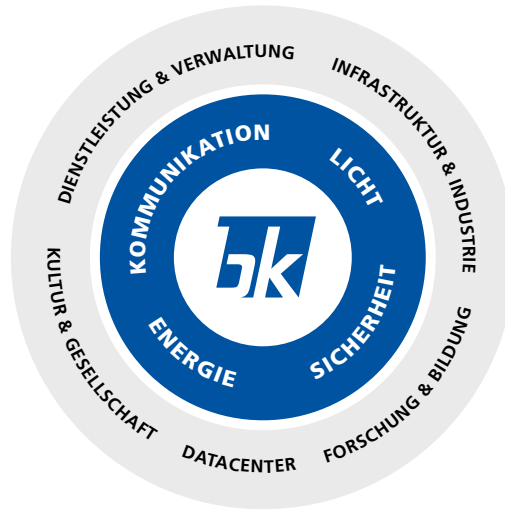 DIENSTLEISTUNG & VERWALTUNG
INFRASTRUKTUR & INDUSTRIE
FORSCHUNG & BILDUNG
DATACENTER
KULTUR & GESELLSCHAFT
KOMMUNIKATION
LICHT
SICHERHEIT
ENERGIE
bk